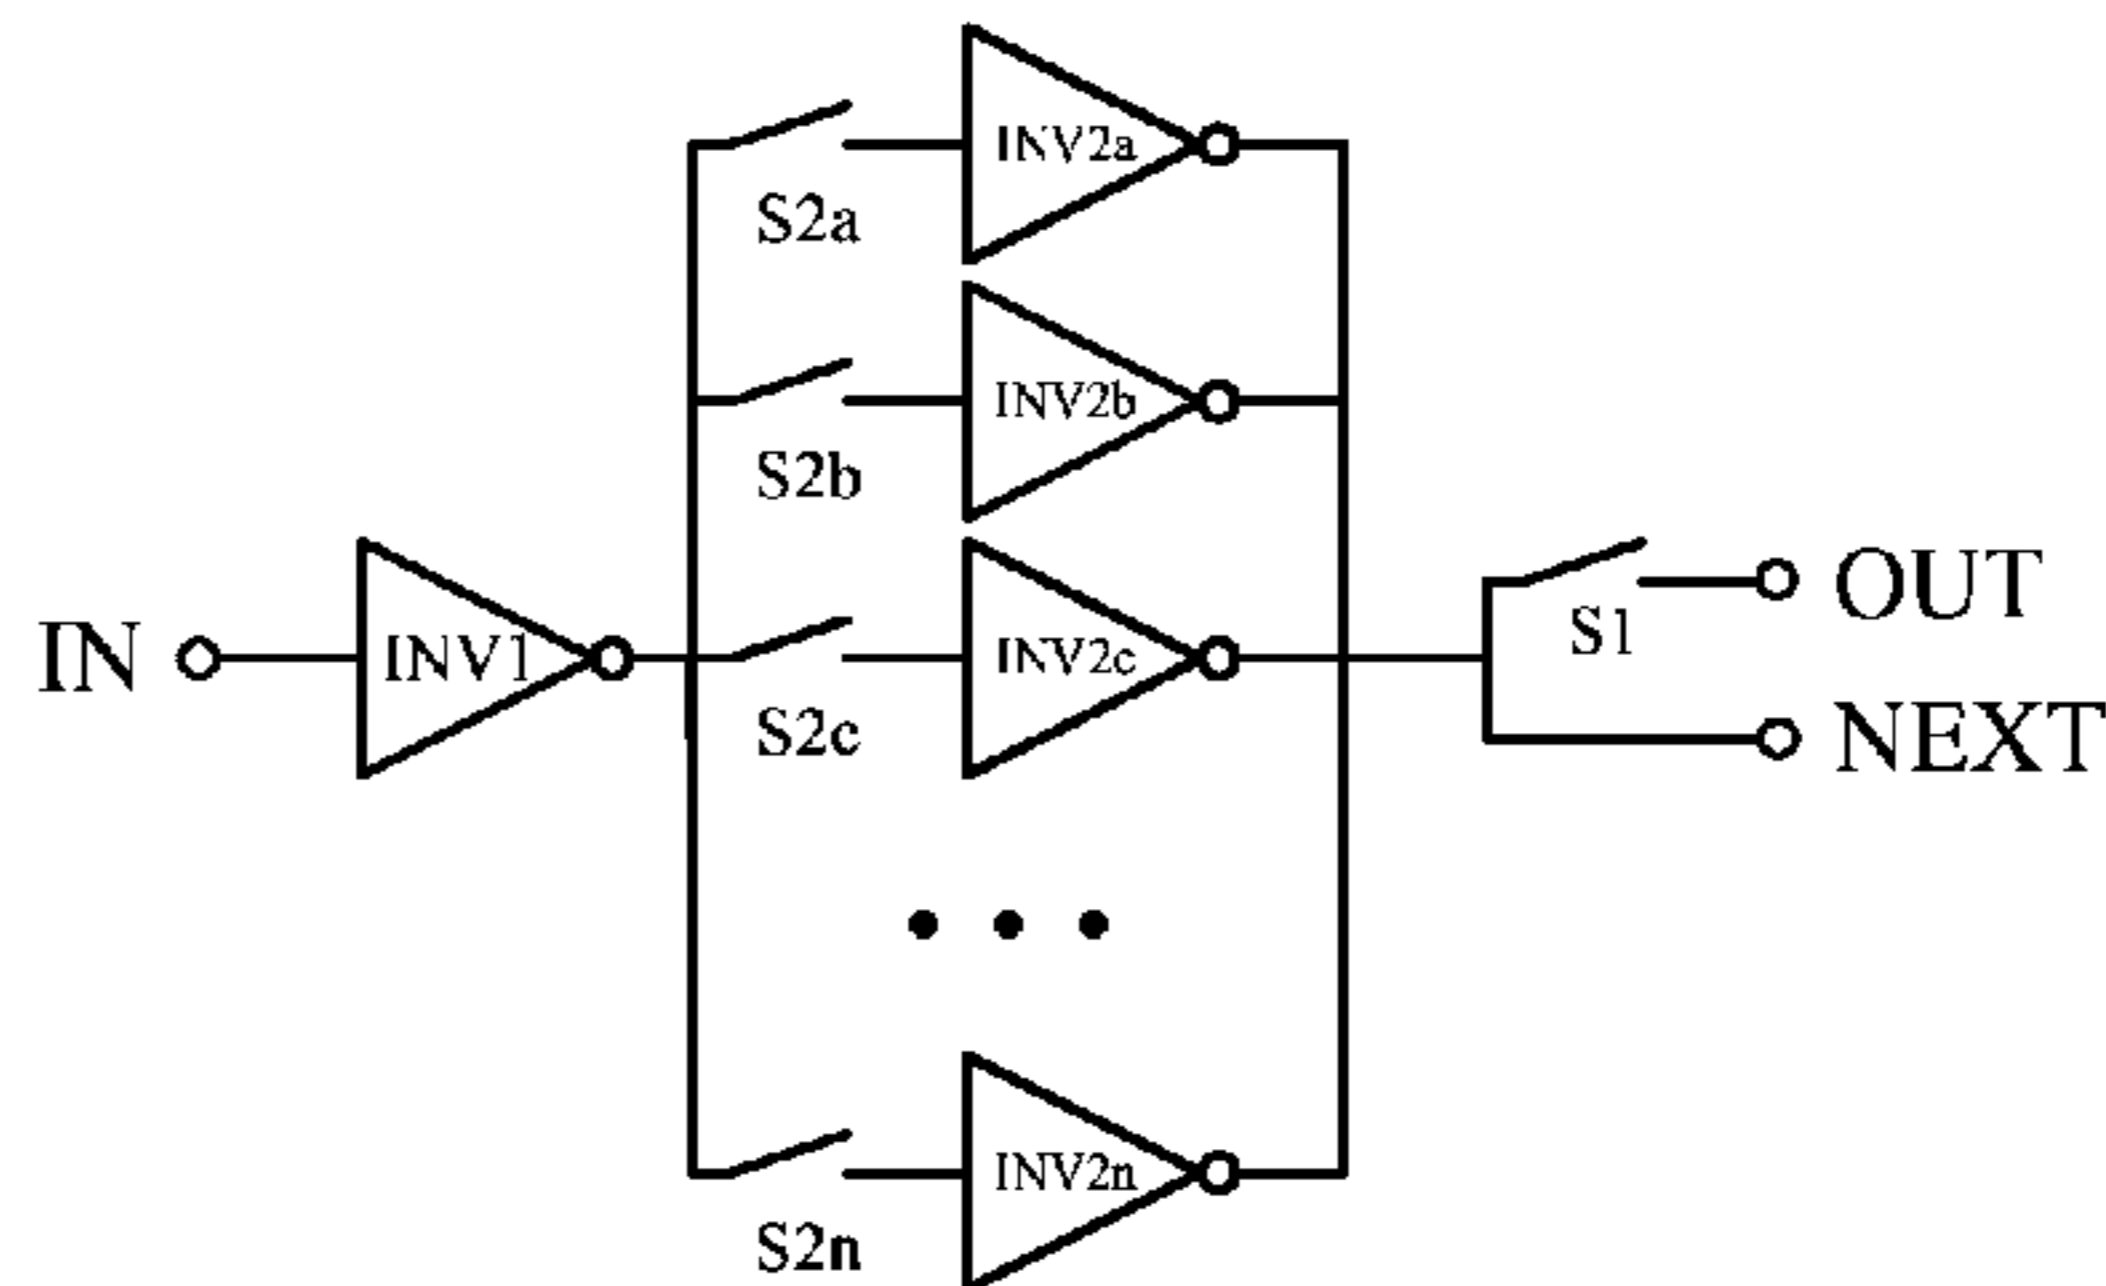 INV2a
S2a
INV2b
S2b
IN
INV1
INV2c
S2c
S1
OUT
NEXT
INV2n
S2n